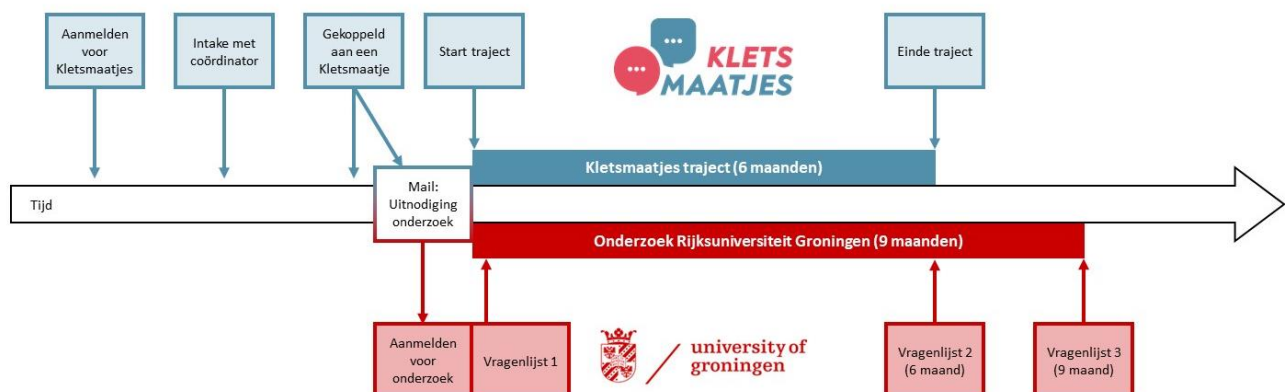 Aanmelden
voor
Kletsmaatjes
Intake met
coördinator
Gekoppeld
aan een
Kletsmaatje
Start traject
KLETS
MAATJES
Einde traject
Kletsmaatjes traject (6 maanden)
Tijd
Mail:
Uitnodiging
onderzoek
Onderzoek Rijksuniversiteit Groningen (9 maanden)
Aanmelden
voor
onderzoek
Vragenlijst 1
university of
groningen
Vragenlijst 2
(6 maand)
Vragenlijst 3
(9 maand)